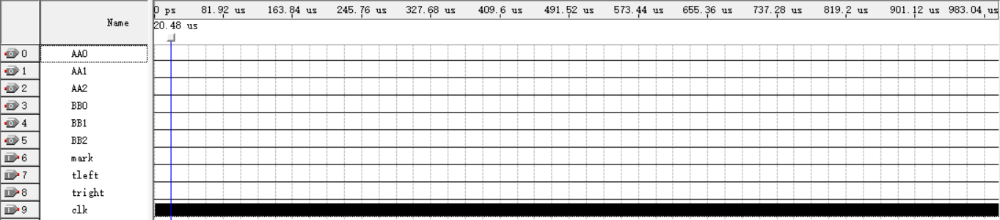 Name 0 ps 81.92 us 163.84 us 245.76 us 327.68 us 409.6 us 491.52 us 573.44 us 655.36 us 737.28 us 819.2 us 901.12 us 983.04 us
20.48 us
0 AA0
1 AA1
2 AA2
3 BB0
4 BB1
5 BB2
6 mark
7 tleft
8 tright
9 clk